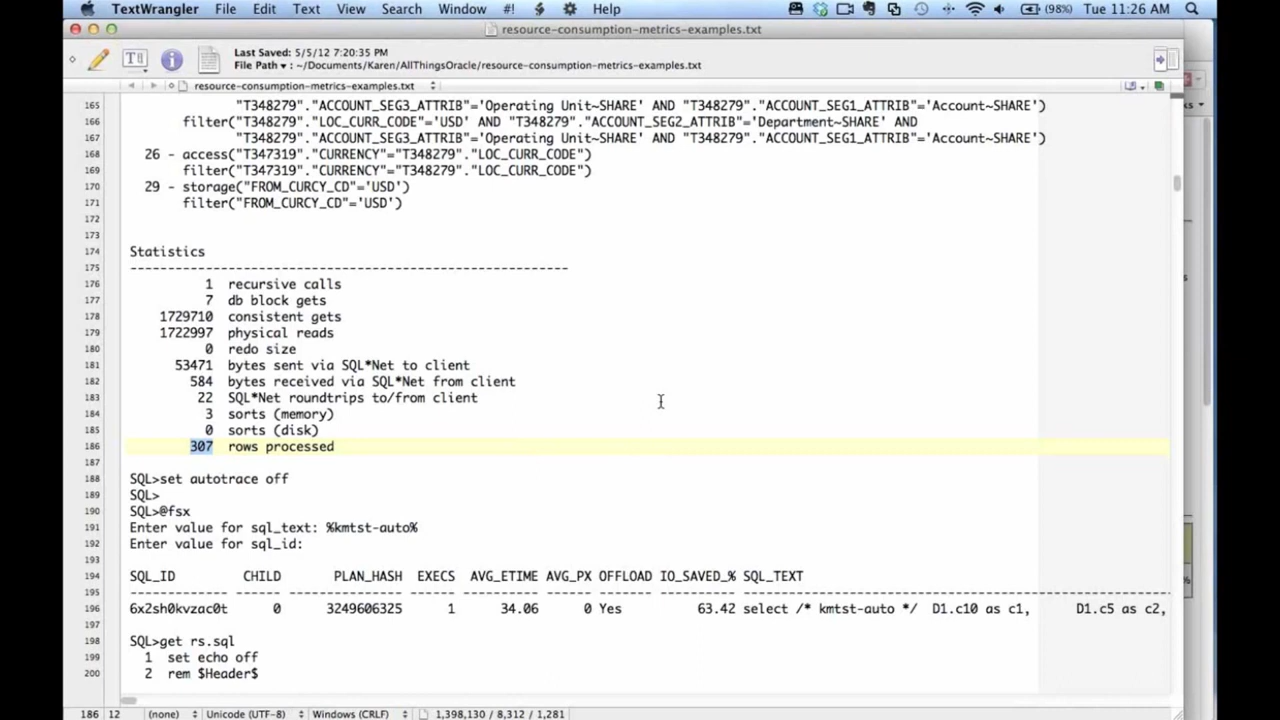 TextWrangler File Edit Text View Search Window #! Help (98%) Tue 11:26 AM
resource-consumption-metrics-examples.txt
Last Saved: 5/5/12 7:20:35 PM
File Path ▾ : ~/Documents/Karen/AllThingsOracle/resource-consumption-metrics-examples.txt
resource-consumption-metrics-examples.txt
165 "T348279"."ACCOUNT_SEG3_ATTRIB"='Operating Unit~SHARE' AND "T348279"."ACCOUNT_SEG1_ATTRIB"='Account~SHARE')
166 filter("T348279"."LOC_CURR_CODE"='USD' AND "T348279"."ACCOUNT_SEG2_ATTRIB"='Department~SHARE' AND
167 "T348279"."ACCOUNT_SEG3_ATTRIB"='Operating Unit~SHARE' AND "T348279"."ACCOUNT_SEG1_ATTRIB"='Account~SHARE')
168 26 - access("T347319"."CURRENCY"="T348279"."LOC_CURR_CODE")
169 filter("T347319"."CURRENCY"="T348279"."LOC_CURR_CODE")
170 29 - storage("FROM_CURCY_CD"='USD')
171 filter("FROM_CURCY_CD"='USD')
172
173
174 Statistics
175 ----------------------------------------------------------
176 1 recursive calls
177 7 db block gets
178 1729710 consistent gets
179 1722997 physical reads
180 0 redo size
181 53471 bytes sent via SQL*Net to client
182 584 bytes received via SQL*Net from client
183 22 SQL*Net roundtrips to/from client
184 3 sorts (memory)
185 0 sorts (disk)
186 307 rows processed
187
188 SQL>set autotrace off
189 SQL>
190 SQL>@fsx
191 Enter value for sql_text: %kmtst-auto%
192 Enter value for sql_id:
193
194 SQL_ID CHILD PLAN_HASH EXECS AVG_ETIME AVG_PX OFFLOAD IO_SAVED_% SQL_TEXT
195 ------------- ------ ---------- ------ ---------- ------ ------- ---------- ----------------------------------------
196 6x2sh0kvzac0t 0 3249606325 1 34.06 0 Yes 63.42 select /* kmtst-auto */ D1.c10 as c1, D1.c5 as c2,
197
198 SQL>get rs.sql
199 1 set echo off
200 2 rem $Header$
186 12 (none) Unicode (UTF-8) Windows (CRLF) 1,398,130 / 8,312 / 1,281